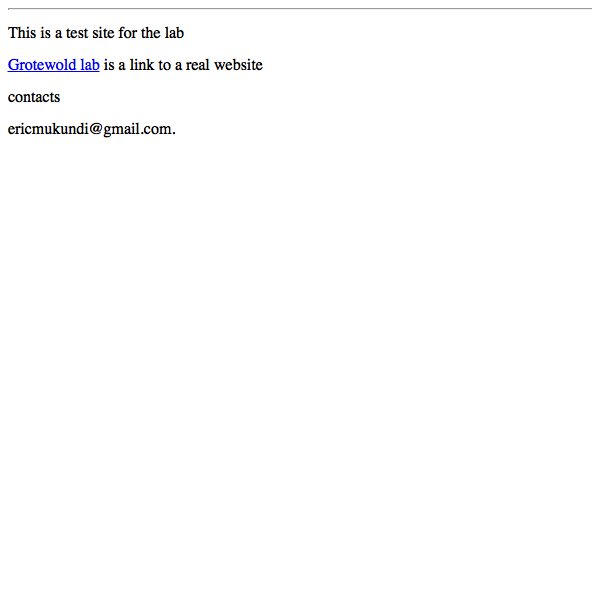 This is a test site for the lab
Grotewold lab is a link to a real website
contacts
ericmukundi@gmail.com.